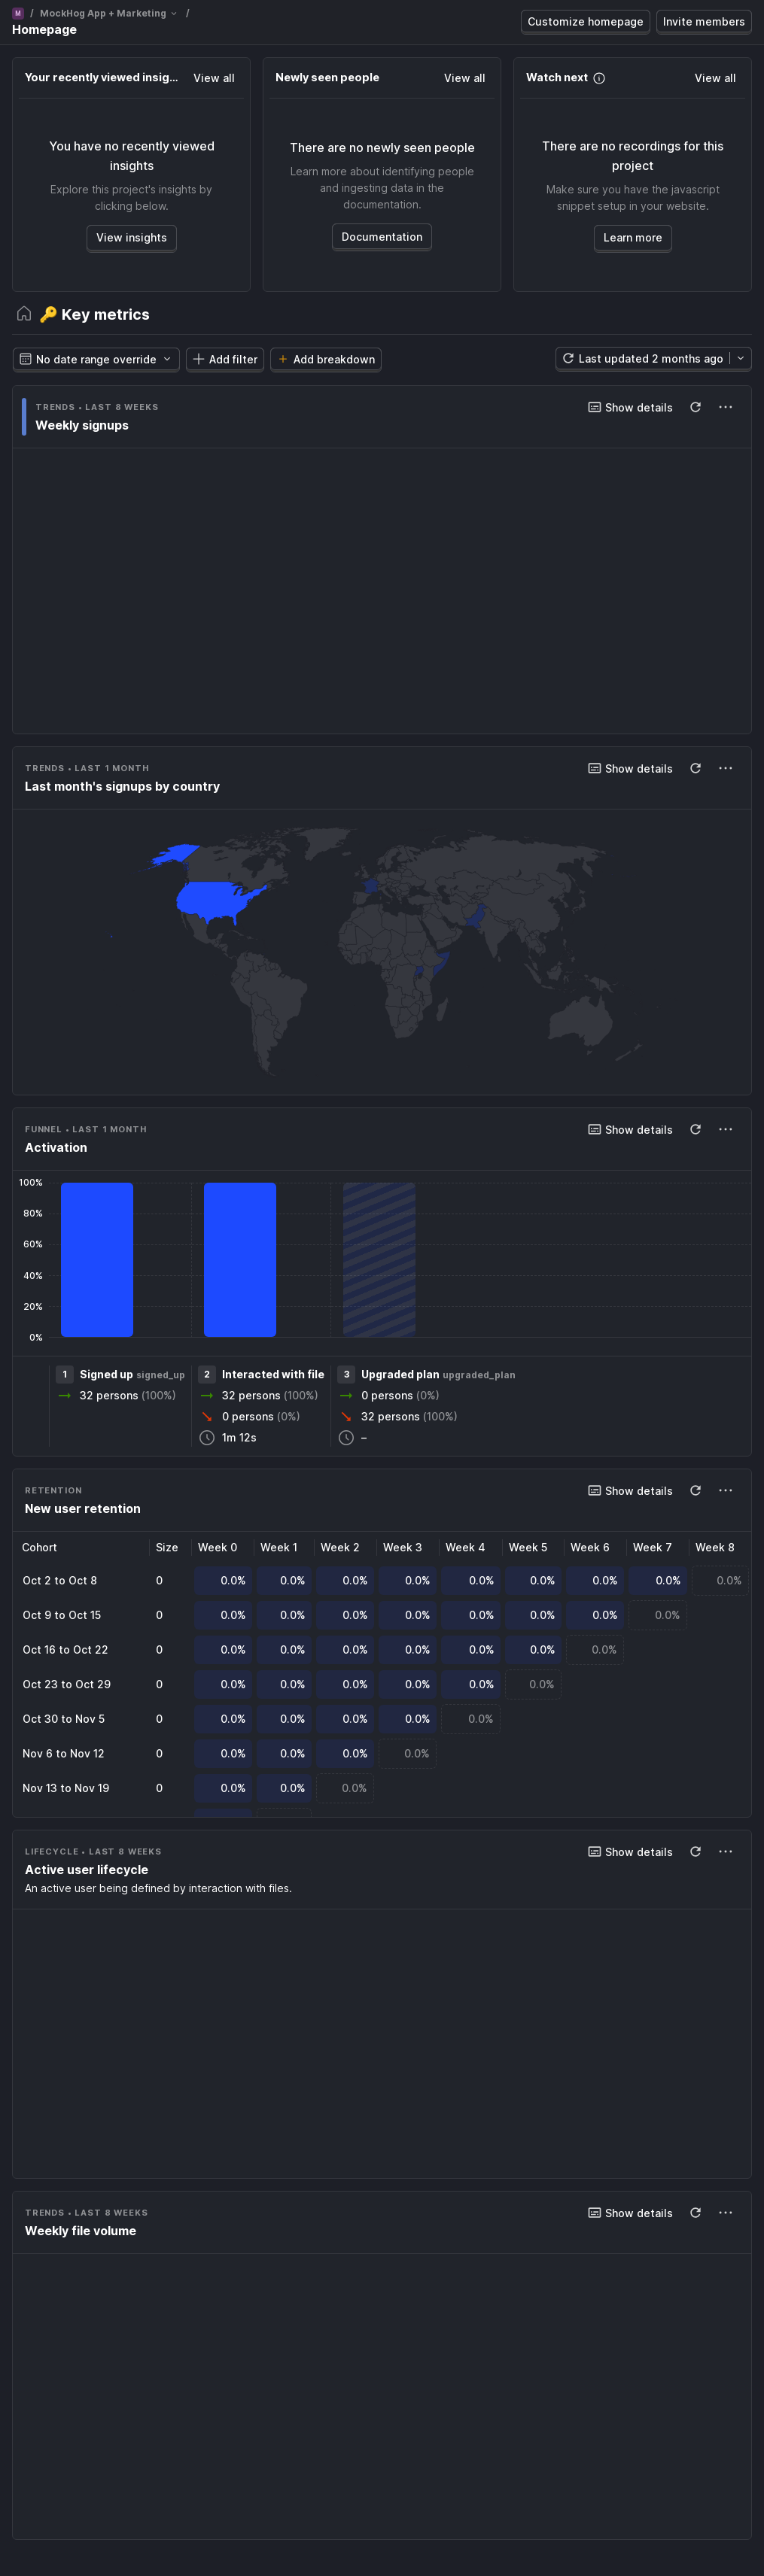 M / MockHog App + Marketing /
Homepage
Customize homepage
Invite members
Your recently viewed insig... View all
You have no recently viewed
insights
Explore this project's insights by
clicking below.
View insights
Newly seen people View all
There are no newly seen people
Learn more about identifying people
and ingesting data in the
documentation.
Documentation
Watch next View all
There are no recordings for this
project
Make sure you have the javascript
snippet setup in your website.
Learn more
🔑 Key metrics
No date range override Add filter Add breakdown Last updated 2 months ago
TRENDS • LAST 8 WEEKS
Weekly signups
Show details
TRENDS • LAST 1 MONTH
Last month's signups by country
Show details
FUNNEL • LAST 1 MONTH
Activation
Show details
100%
80%
60%
40%
20%
0%
1 Signed up signed_up
32 persons (100%)
2 Interacted with file
32 persons (100%)
0 persons (0%)
1m 12s
3 Upgraded plan upgraded_plan
0 persons (0%)
32 persons (100%)
–
RETENTION
New user retention
Show details
Cohort Size Week 0 Week 1 Week 2 Week 3 Week 4 Week 5 Week 6 Week 7 Week 8
Oct 2 to Oct 8 0 0.0% 0.0% 0.0% 0.0% 0.0% 0.0% 0.0% 0.0% 0.0%
Oct 9 to Oct 15 0 0.0% 0.0% 0.0% 0.0% 0.0% 0.0% 0.0% 0.0%
Oct 16 to Oct 22 0 0.0% 0.0% 0.0% 0.0% 0.0% 0.0% 0.0%
Oct 23 to Oct 29 0 0.0% 0.0% 0.0% 0.0% 0.0% 0.0%
Oct 30 to Nov 5 0 0.0% 0.0% 0.0% 0.0% 0.0%
Nov 6 to Nov 12 0 0.0% 0.0% 0.0% 0.0%
Nov 13 to Nov 19 0 0.0% 0.0% 0.0%
LIFECYCLE • LAST 8 WEEKS
Active user lifecycle
An active user being defined by interaction with files.
Show details
TRENDS • LAST 8 WEEKS
Weekly file volume
Show details